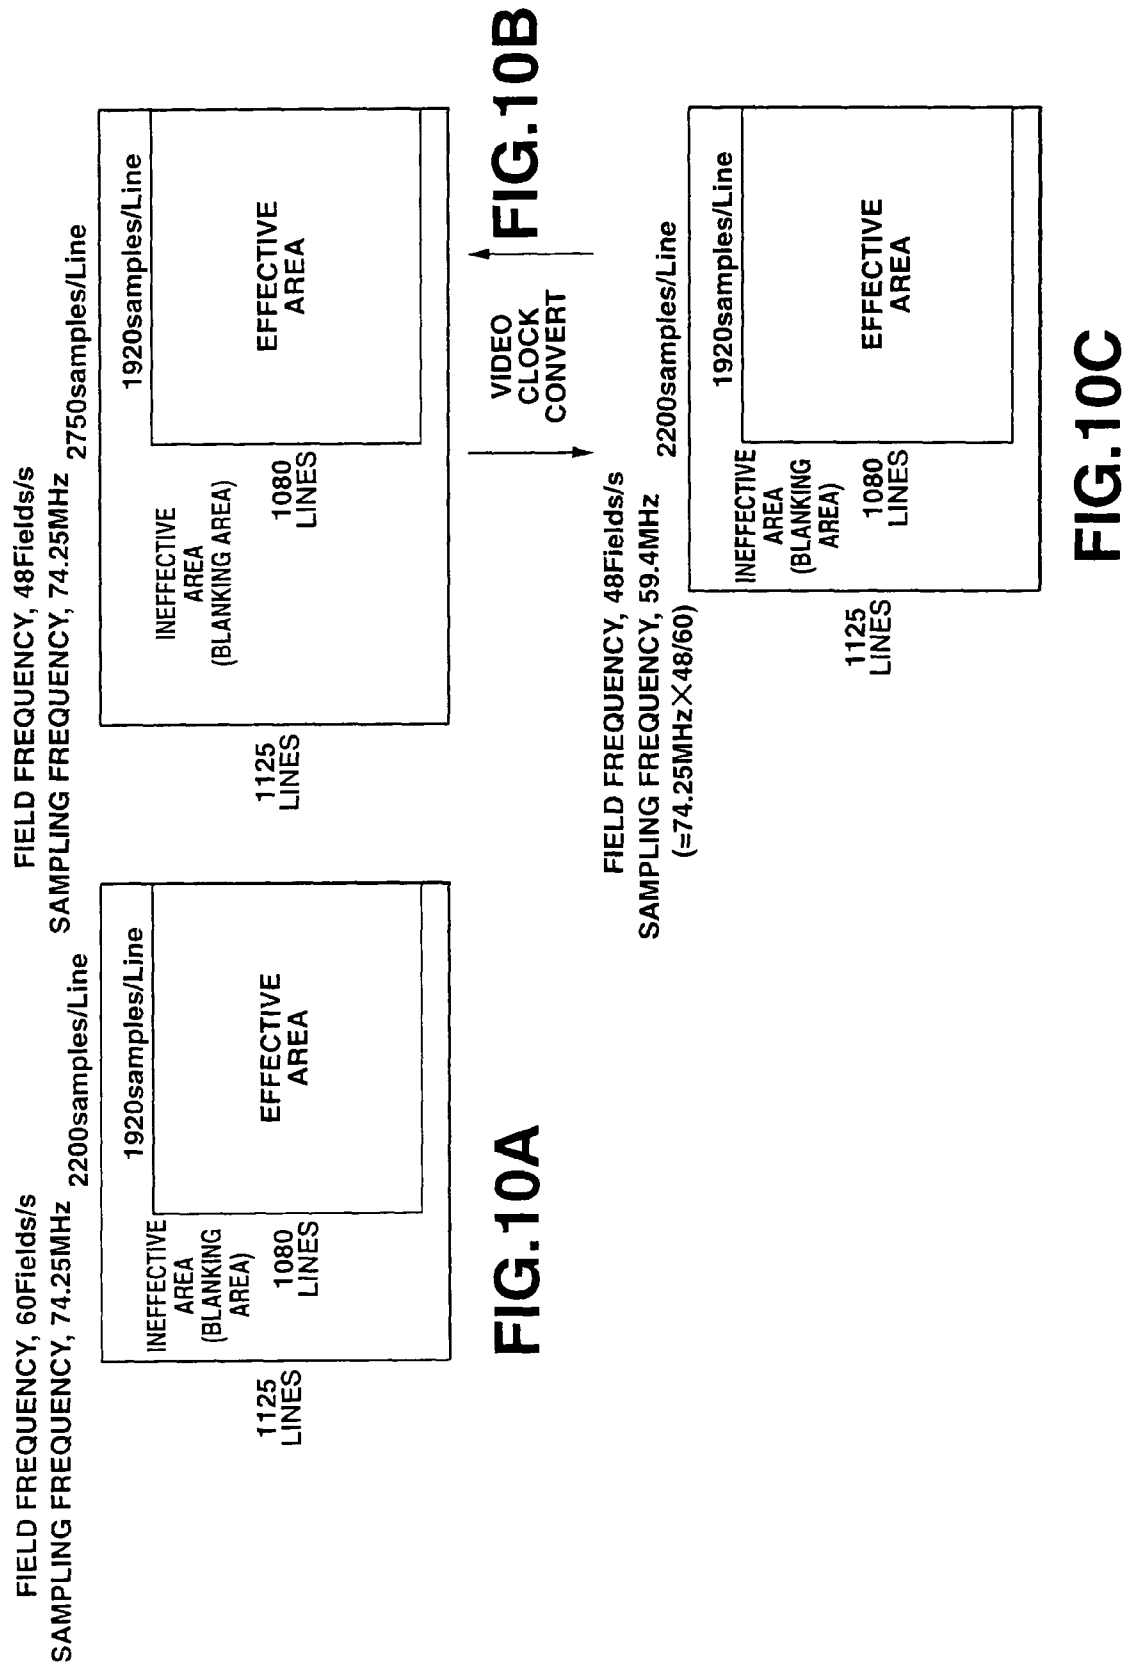 FIELD FREQUENCY, 60Fields/s
SAMPLING FREQUENCY, 74.25MHz
2200samples/Line
1920samples/Line
INEFFECTIVE
AREA
(BLANKING
AREA)
EFFECTIVE
AREA
1080
LINES
1125
LINES
FIG.10A
FIELD FREQUENCY, 48Fields/s
SAMPLING FREQUENCY, 74.25MHz
2750samples/Line
1920samples/Line
INEFFECTIVE
AREA
(BLANKING AREA)
EFFECTIVE
AREA
1080
LINES
1125
LINES
FIG.10B
VIDEO
CLOCK
CONVERT
FIELD FREQUENCY, 48Fields/s
SAMPLING FREQUENCY, 59.4MHz
(=74.25MHz×48/60)
2200samples/Line
1920samples/Line
INEFFECTIVE
AREA
(BLANKING
AREA)
EFFECTIVE
AREA
1080
LINES
1125
LINES
FIG.10C